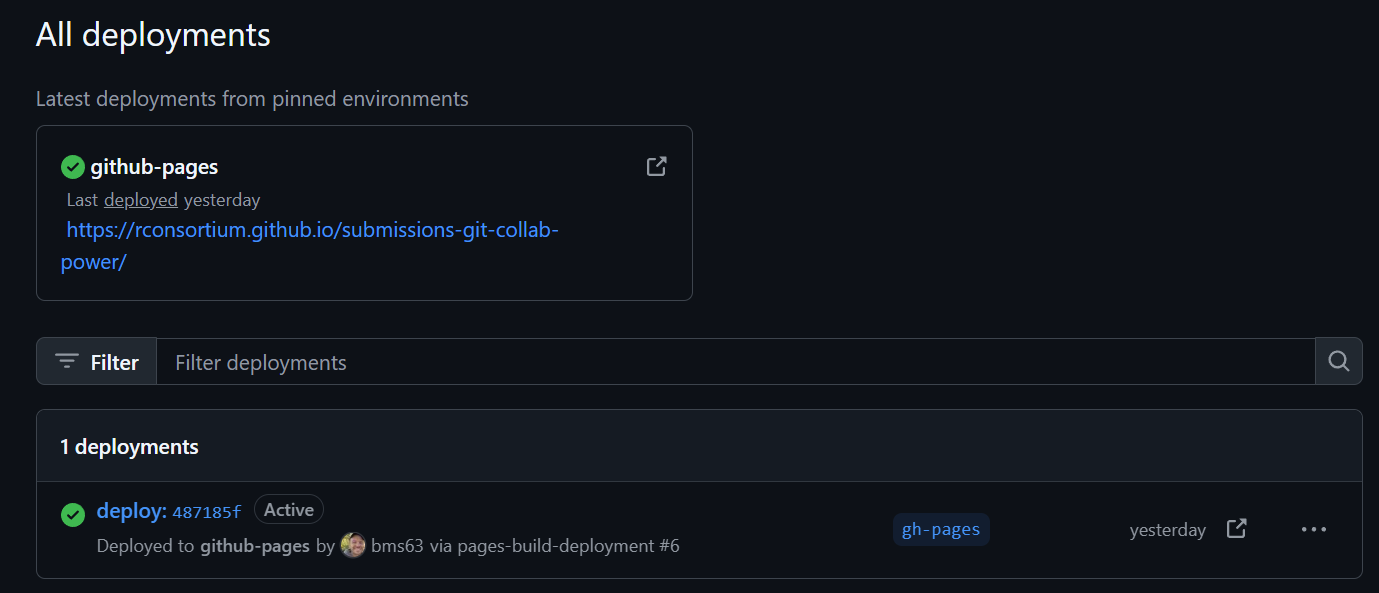 All deployments
Latest deployments from pinned environments
github-pages
Last deployed yesterday
https://rconsortium.github.io/submissions-git-collab-
power/
Filter
Filter deployments
1 deployments
deploy: 487185f Active
Deployed to github-pages by bms63 via pages-build-deployment #6
gh-pages
yesterday